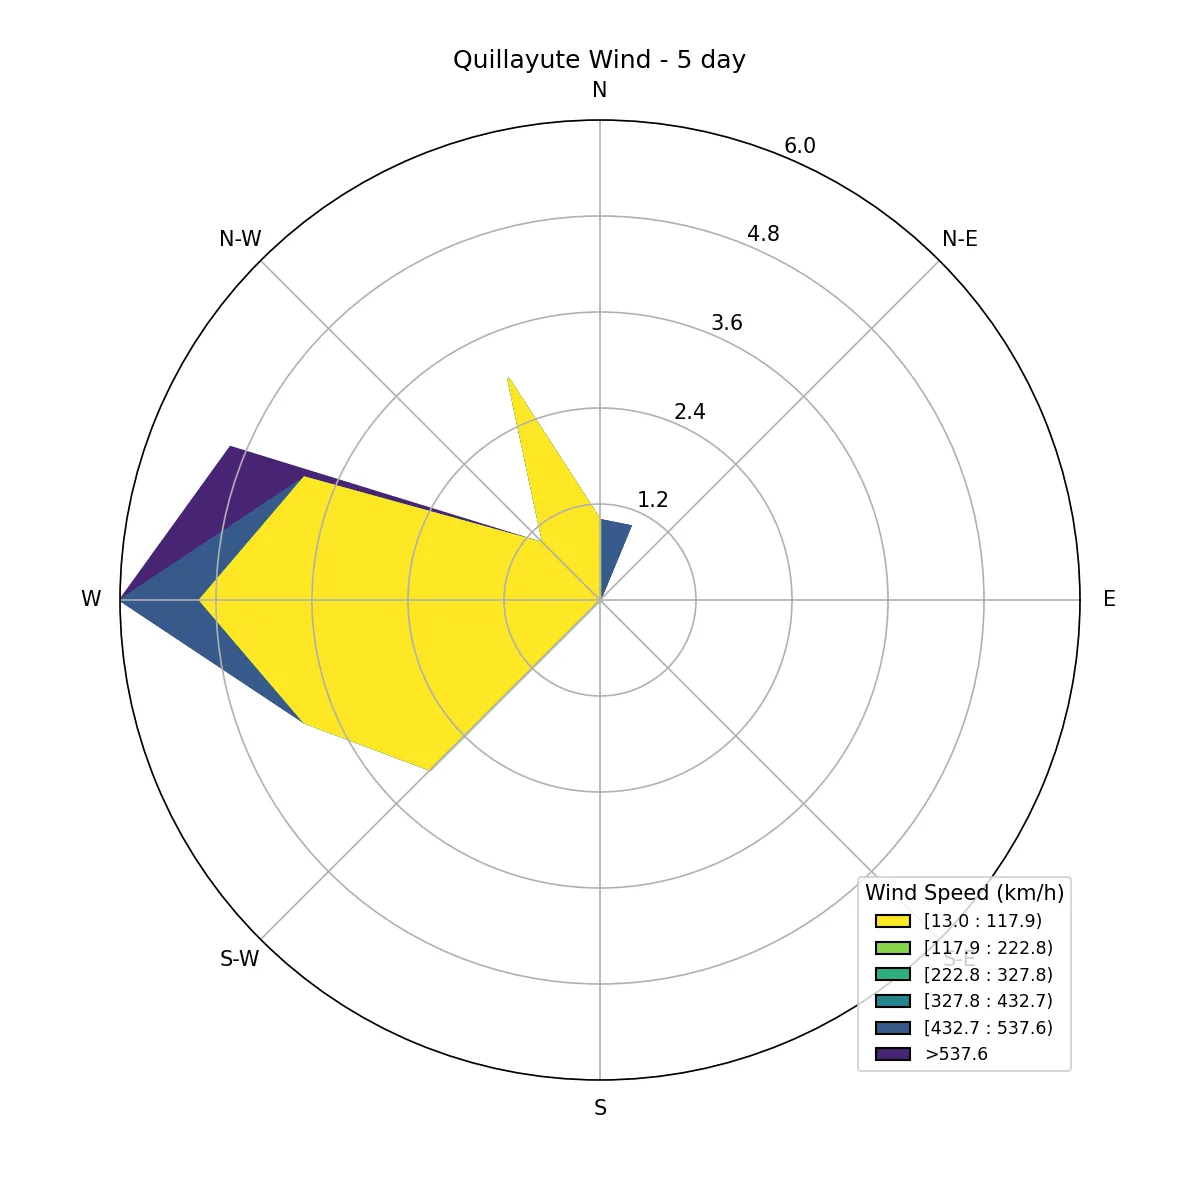 Quillayute Wind - 5 day
N
6.0
N-W
N-E
4.8
3.6
2.4
1.2
W
E
S-W
S-E
S
Wind Speed (km/h)
[13.0 : 117.9)
[117.9 : 222.8)
[222.8 : 327.8)
[327.8 : 432.7)
[432.7 : 537.6)
>537.6